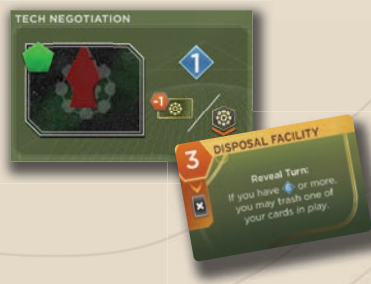 TECH NEGOTIATION
1
-1
3
DISPOSAL FACILITY
Reveal Turn:
If you have 6 or more,
you may trash one of
your cards in play.